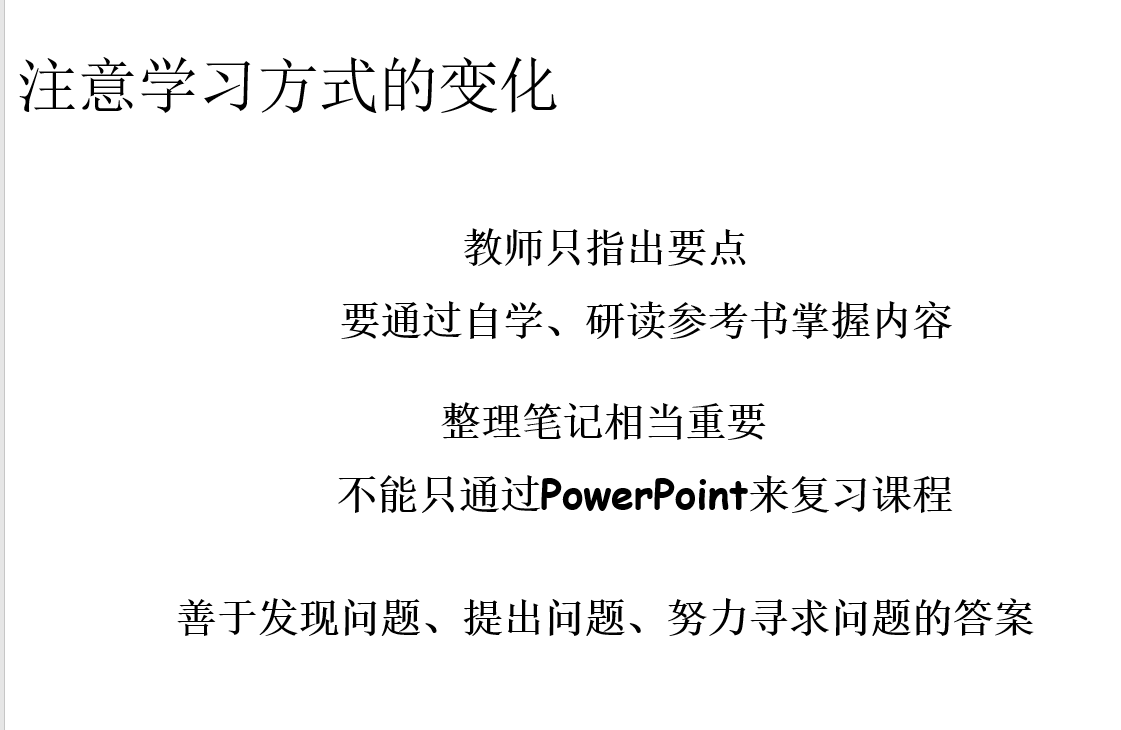 注意学习方式的变化
教师只指出要点
要通过自学、研读参考书掌握内容
整理笔记相当重要
不能只通过PowerPoint来复习课程
善于发现问题、提出问题、努力寻求问题的答案